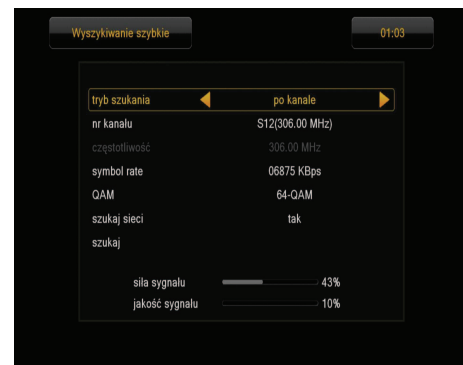 Wyszykiwanie szybkie 01:03
tryb szukania po kanale
nr kanału S12(306.00 MHz)
częstotliwość 306.00 MHz
symbol rate 06875 KBps
QAM 64-QAM
szukaj sieci tak
szukaj
siła sygnału 43%
jakość sygnału 10%